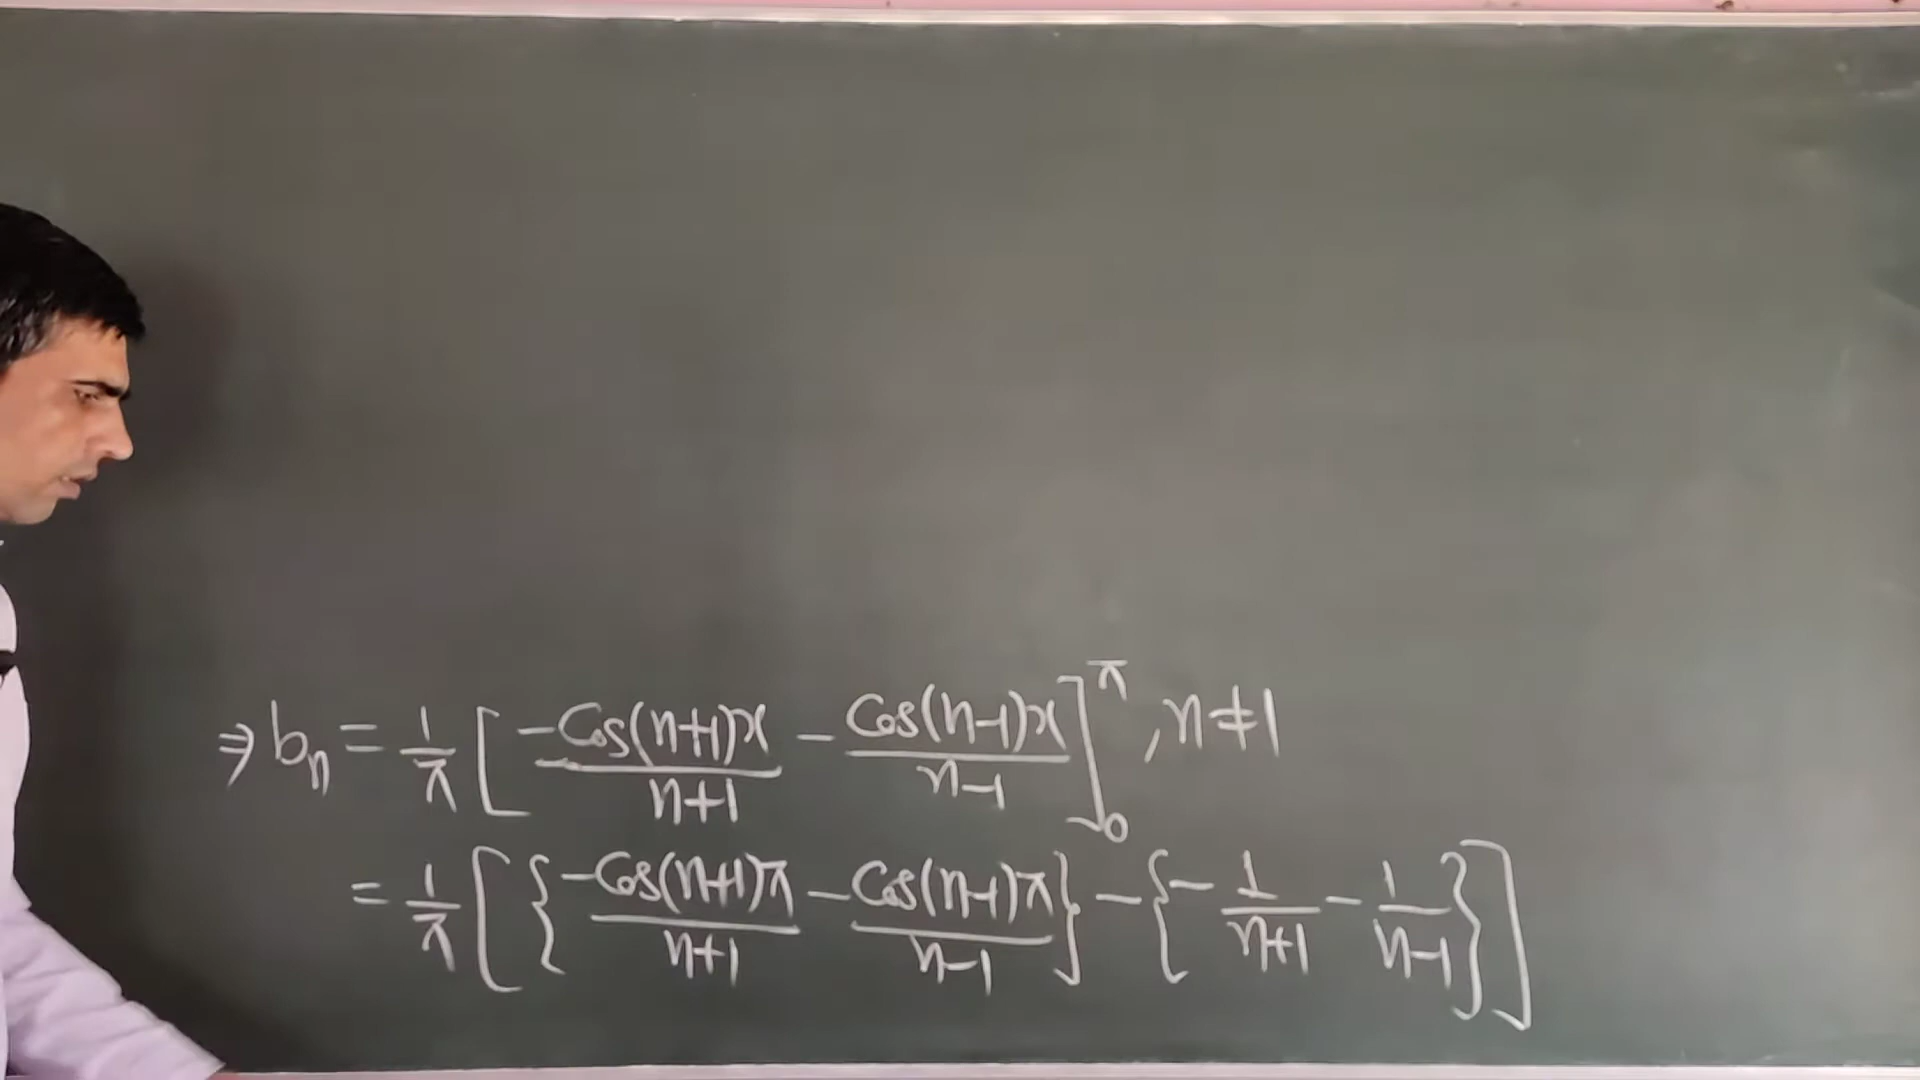 ⇒ bn = 1/π [ -Cos(n+1)x/n+1 - Cos(n-1)x/n-1 ]π0 , n≠1
= 1/π [ { -Cos(n+1)π/n+1 - Cos(n-1)π/n-1 } - { - 1/n+1 - 1/n-1 } ]